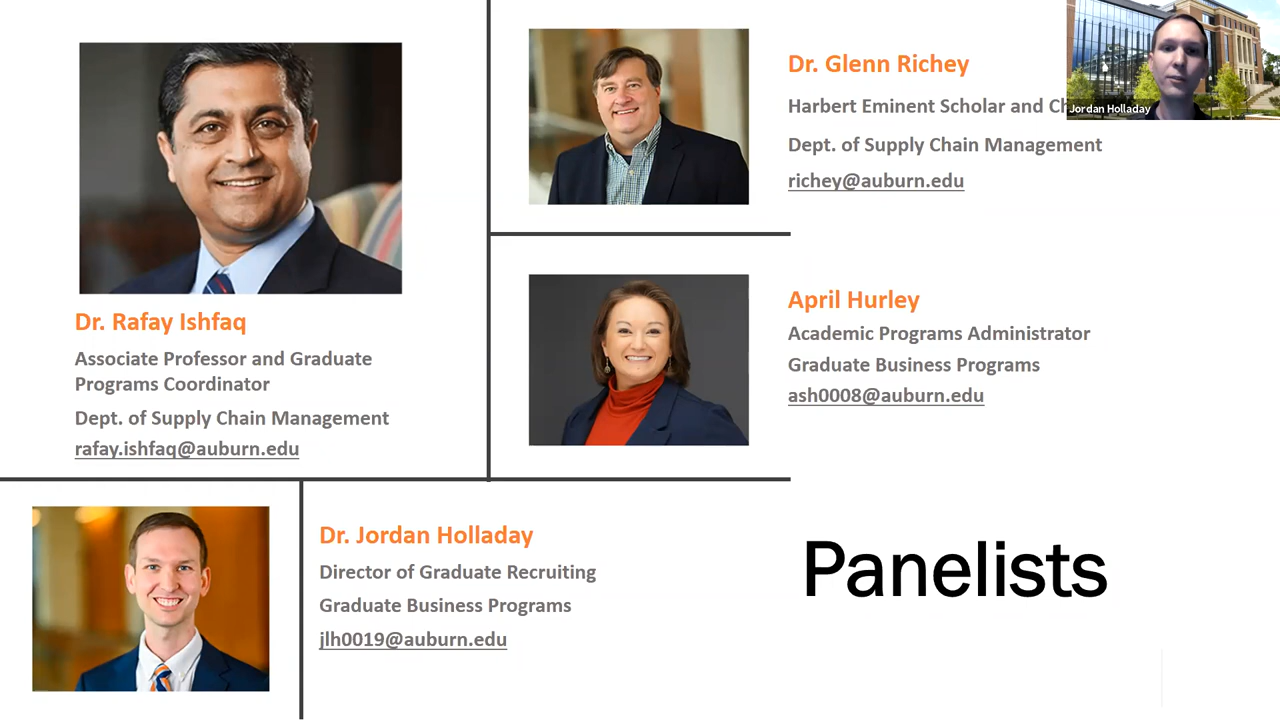 Dr. Rafay Ishfaq
Associate Professor and Graduate
Programs Coordinator
Dept. of Supply Chain Management
rafay.ishfaq@auburn.edu
Dr. Glenn Richey
Harbert Eminent Scholar and
Dept. of Supply Chain Management
richey@auburn.edu
Jordan Holladay
April Hurley
Academic Programs Administrator
Graduate Business Programs
ash0008@auburn.edu
Dr. Jordan Holladay
Director of Graduate Recruiting
Graduate Business Programs
jlh0019@auburn.edu
Panelists